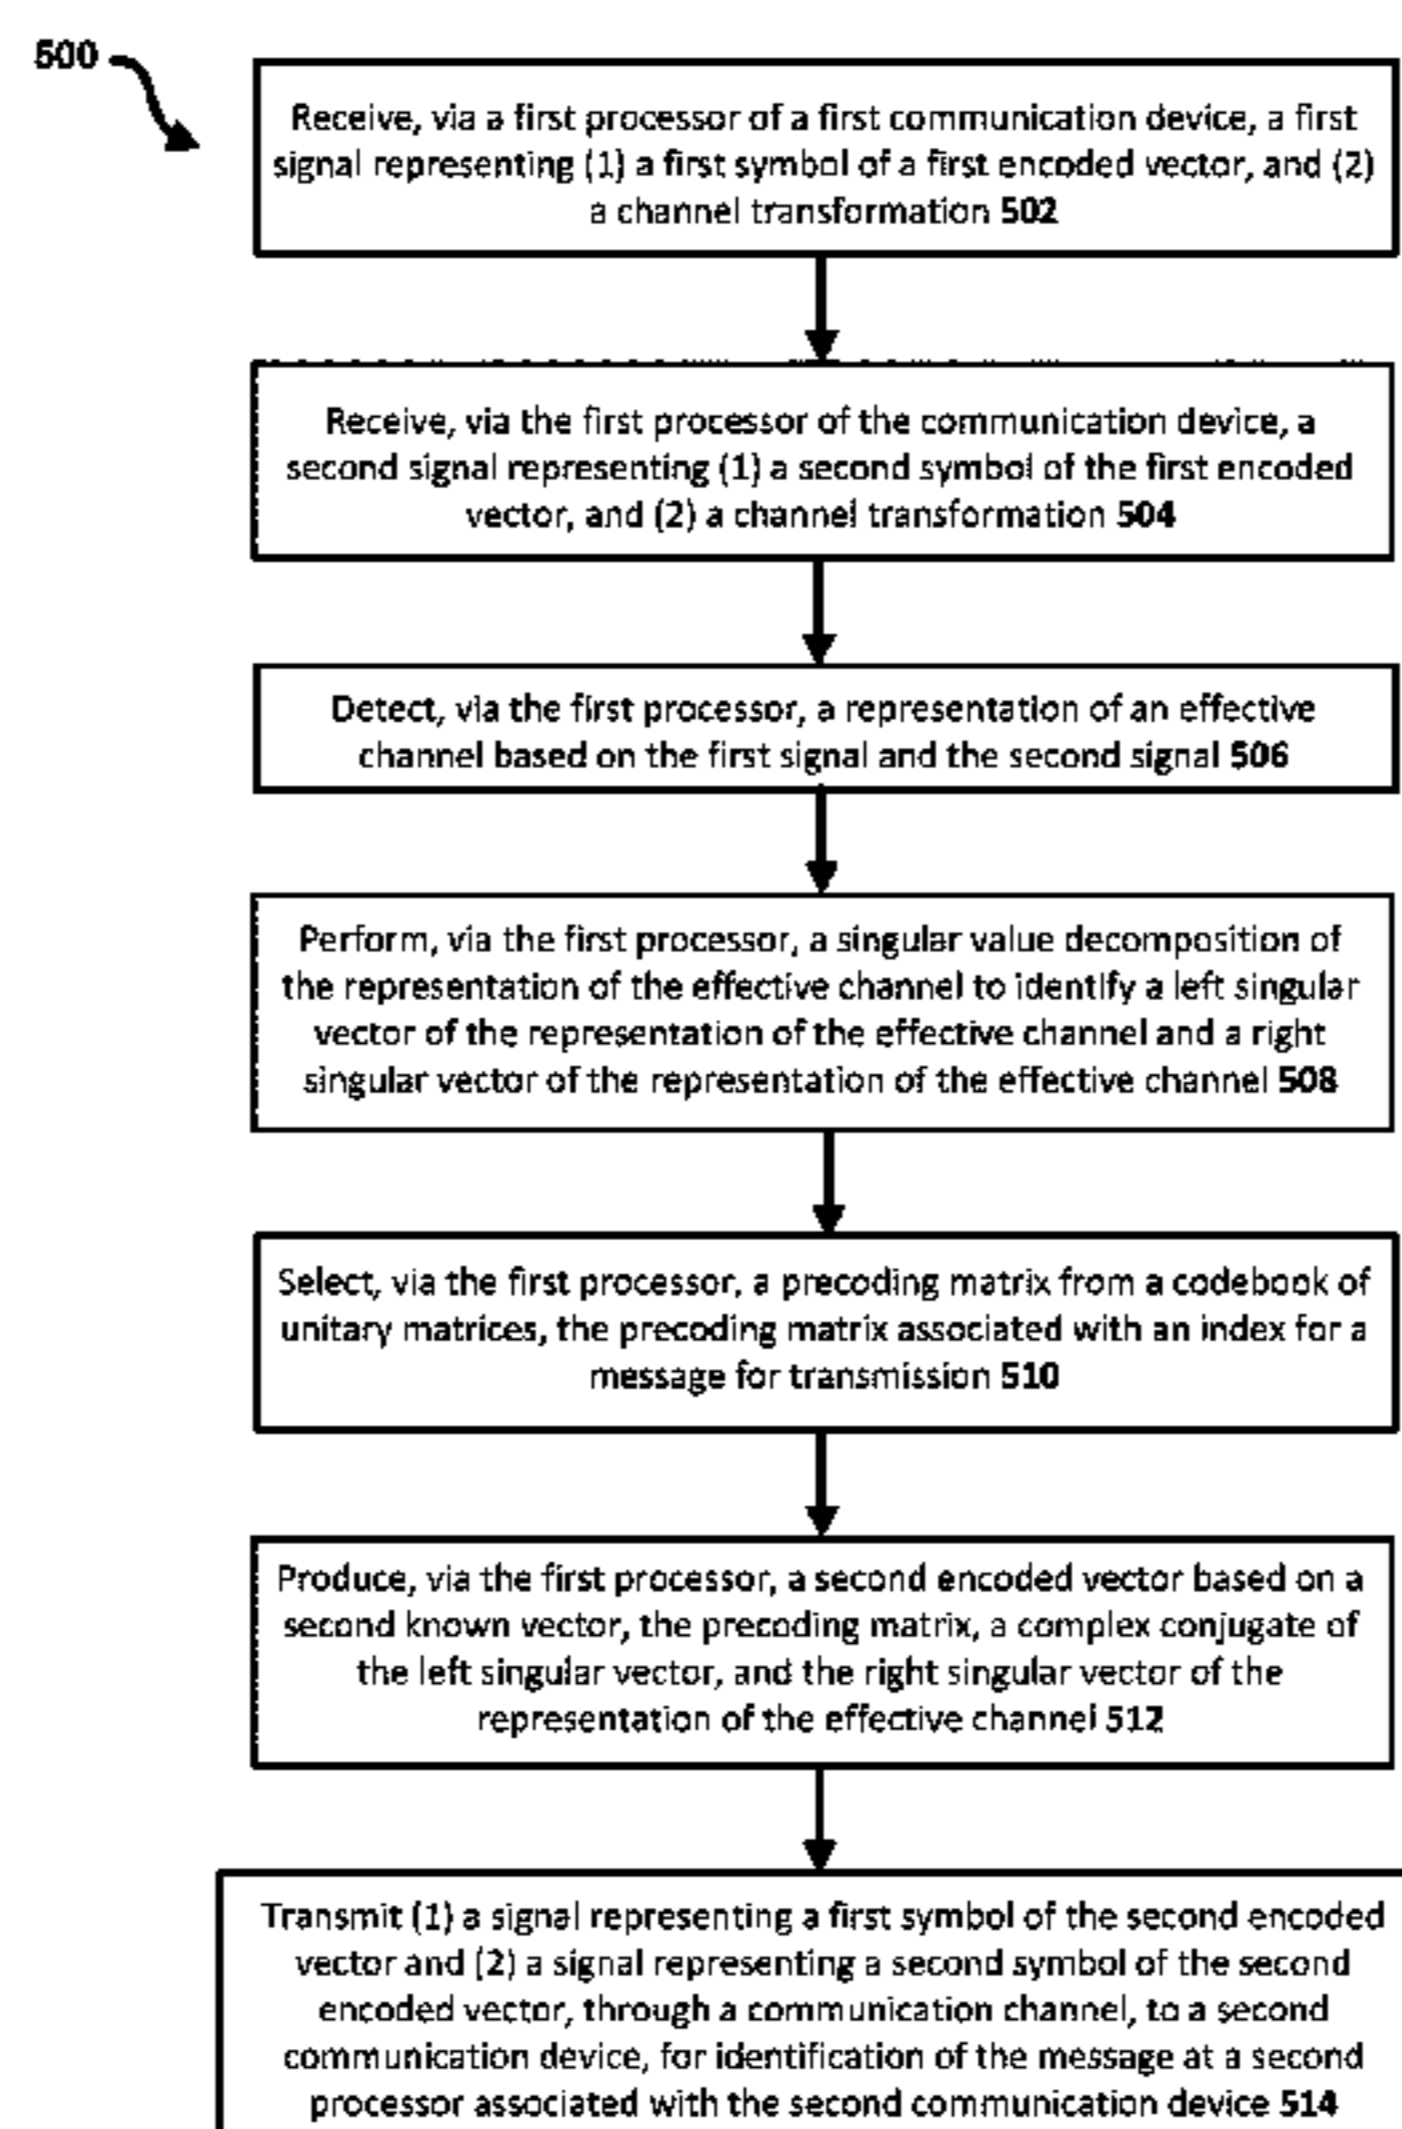 500
Receive, via a first processor of a first communication device, a first
signal representing (1) a first symbol of a first encoded vector, and (2)
a channel transformation 502
Receive, via the first processor of the communication device, a
second signal representing (1) a second symbol of the first encoded
vector, and (2) a channel transformation 504
Detect, via the first processor, a representation of an effective
channel based on the first signal and the second signal 506
Perform, via the first processor, a singular value decomposition of
the representation of the effective channel to identify a left singular
vector of the representation of the effective channel and a right
singular vector of the representation of the effective channel 508
Select, via the first processor, a precoding matrix from a codebook of
unitary matrices, the precoding matrix associated with an index for a
message for transmission 510
Produce, via the first processor, a second encoded vector based on a
second known vector, the precoding matrix, a complex conjugate of
the left singular vector, and the right singular vector of the
representation of the effective channel 512
Transmit (1) a signal representing a first symbol of the second encoded
vector and (2) a signal representing a second symbol of the second
encoded vector, through a communication channel, to a second
communication device, for identification of the message at a second
processor associated with the second communication device 514